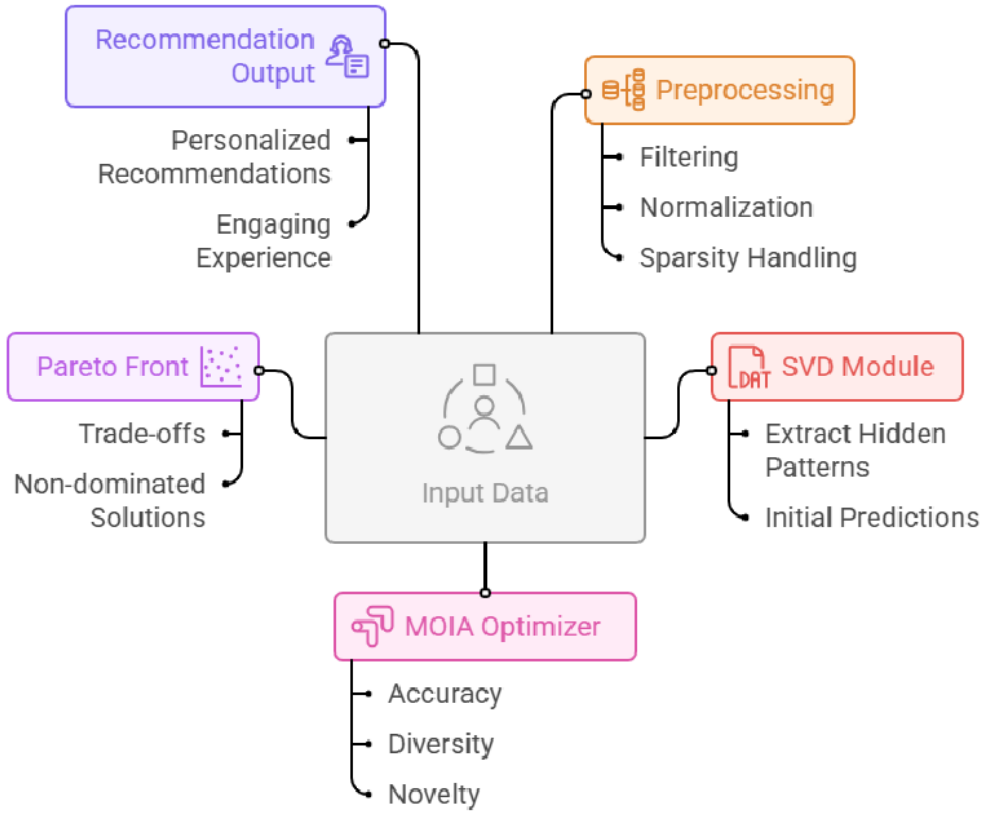 Recommendation
Output
Personalized
Recommendations
Engaging
Experience
Preprocessing
Filtering
Normalization
Sparsity Handling
Pareto Front
Trade-offs
Non-dominated
Solutions
Input Data
DAT
SVD Module
Extract Hidden
Patterns
Initial Predictions
MOIA Optimizer
Accuracy
Diversity
Novelty